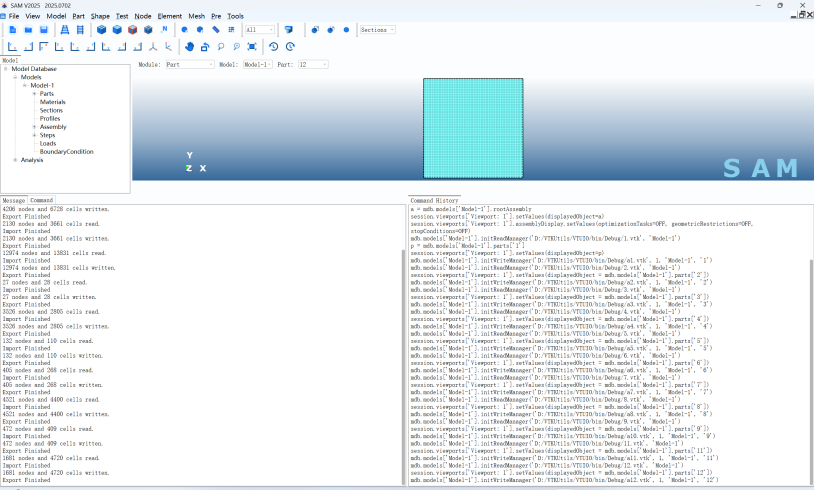 SAM V2025 2025.0702
File View Model Part Shape Test Node Element Mesh Pre Tools
All
Sections
Model
Module: Part Model: Model-1 Part: 12
Model Database
Models
Model-1
Parts
Materials
Sections
Profiles
Assembly
Steps
Loads
BoundaryCondition
Analysis
Y
Z X
SAM
Message Command
4206 nodes and 6728 cells written.
Export Finished
2130 nodes and 3661 cells read.
Import Finished
2130 nodes and 3661 cells written.
Export Finished
12974 nodes and 13831 cells read.
Import Finished
12974 nodes and 13831 cells written.
Export Finished
27 nodes and 28 cells read.
Import Finished
27 nodes and 28 cells written.
Export Finished
3526 nodes and 2805 cells read.
Import Finished
3526 nodes and 2805 cells written.
Export Finished
132 nodes and 110 cells read.
Import Finished
132 nodes and 110 cells written.
Export Finished
405 nodes and 268 cells read.
Import Finished
405 nodes and 268 cells written.
Export Finished
4521 nodes and 4400 cells read.
Import Finished
4521 nodes and 4400 cells written.
Export Finished
472 nodes and 409 cells read.
Import Finished
472 nodes and 409 cells written.
Export Finished
1681 nodes and 4720 cells read.
Import Finished
1681 nodes and 4720 cells written.
Export Finished
Command History
a = mdb.models['Model-1'].rootAssembly
session.viewports['Viewport: 1'].setValues(displayedObject=a)
session.viewports['Viewport: 1'].assemblyDisplay.setValues(optimizationTasks=OFF, geometricRestrictions=OFF,
stopConditions=OFF)
mdb.models['Model-1'].initReadManager('D:/VTKUtils/VTUIO/bin/Debug/1.vtk', 'Model-1')
p = mdb.models['Model-1'].parts['1']
session.viewports['Viewport: 1'].setValues(displayedObject=p)
mdb.models['Model-1'].initWriteManager('D:/VTKUtils/VTUIO/bin/Debug/a1.vtk', 1, 'Model-1', '1')
mdb.models['Model-1'].initReadManager('D:/VTKUtils/VTUIO/bin/Debug/2.vtk', 'Model-1')
session.viewports['Viewport: 1'].setValues(displayedObject = mdb.models['Model-1'].parts['2'])
mdb.models['Model-1'].initWriteManager('D:/VTKUtils/VTUIO/bin/Debug/a2.vtk', 1, 'Model-1', '2')
mdb.models['Model-1'].initReadManager('D:/VTKUtils/VTUIO/bin/Debug/3.vtk', 'Model-1')
session.viewports['Viewport: 1'].setValues(displayedObject = mdb.models['Model-1'].parts['3'])
mdb.models['Model-1'].initWriteManager('D:/VTKUtils/VTUIO/bin/Debug/a3.vtk', 1, 'Model-1', '3')
mdb.models['Model-1'].initReadManager('D:/VTKUtils/VTUIO/bin/Debug/4.vtk', 'Model-1')
session.viewports['Viewport: 1'].setValues(displayedObject = mdb.models['Model-1'].parts['4'])
mdb.models['Model-1'].initWriteManager('D:/VTKUtils/VTUIO/bin/Debug/a4.vtk', 1, 'Model-1', '4')
mdb.models['Model-1'].initReadManager('D:/VTKUtils/VTUIO/bin/Debug/5.vtk', 'Model-1')
session.viewports['Viewport: 1'].setValues(displayedObject = mdb.models['Model-1'].parts['5'])
mdb.models['Model-1'].initWriteManager('D:/VTKUtils/VTUIO/bin/Debug/a5.vtk', 1, 'Model-1', '5')
mdb.models['Model-1'].initReadManager('D:/VTKUtils/VTUIO/bin/Debug/6.vtk', 'Model-1')
session.viewports['Viewport: 1'].setValues(displayedObject = mdb.models['Model-1'].parts['6'])
mdb.models['Model-1'].initWriteManager('D:/VTKUtils/VTUIO/bin/Debug/a6.vtk', 1, 'Model-1', '6')
mdb.models['Model-1'].initReadManager('D:/VTKUtils/VTUIO/bin/Debug/7.vtk', 'Model-1')
session.viewports['Viewport: 1'].setValues(displayedObject = mdb.models['Model-1'].parts['7'])
mdb.models['Model-1'].initWriteManager('D:/VTKUtils/VTUIO/bin/Debug/a7.vtk', 1, 'Model-1', '7')
mdb.models['Model-1'].initReadManager('D:/VTKUtils/VTUIO/bin/Debug/8.vtk', 'Model-1')
session.viewports['Viewport: 1'].setValues(displayedObject = mdb.models['Model-1'].parts['8'])
mdb.models['Model-1'].initWriteManager('D:/VTKUtils/VTUIO/bin/Debug/a8.vtk', 1, 'Model-1', '8')
mdb.models['Model-1'].initReadManager('D:/VTKUtils/VTUIO/bin/Debug/9.vtk', 'Model-1')
session.viewports['Viewport: 1'].setValues(displayedObject = mdb.models['Model-1'].parts['9'])
mdb.models['Model-1'].initWriteManager('D:/VTKUtils/VTUIO/bin/Debug/a10.vtk', 1, 'Model-1', '9')
mdb.models['Model-1'].initReadManager('D:/VTKUtils/VTUIO/bin/Debug/11.vtk', 'Model-1')
session.viewports['Viewport: 1'].setValues(displayedObject = mdb.models['Model-1'].parts['11'])
mdb.models['Model-1'].initWriteManager('D:/VTKUtils/VTUIO/bin/Debug/a11.vtk', 1, 'Model-1', '11')
mdb.models['Model-1'].initReadManager('D:/VTKUtils/VTUIO/bin/Debug/12.vtk', 'Model-1')
session.viewports['Viewport: 1'].setValues(displayedObject = mdb.models['Model-1'].parts['12'])
mdb.models['Model-1'].initWriteManager('D:/VTKUtils/VTUIO/bin/Debug/a12.vtk', 1, 'Model-1', '12')